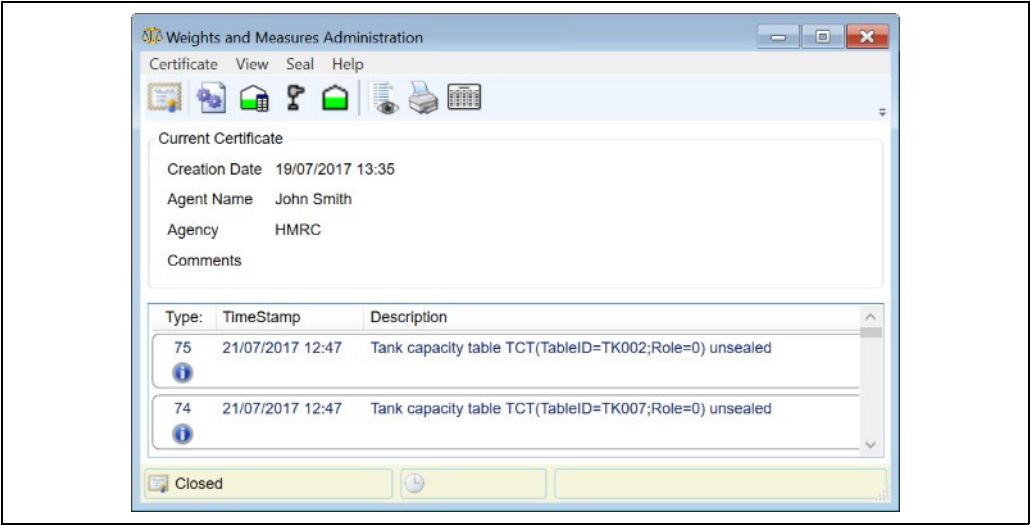 Weights and Measures Administration
Certificate View Seal Help
Current Certificate
Creation Date 19/07/2017 13:35
Agent Name John Smith
Agency HMRC
Comments
Type: TimeStamp Description
75 21/07/2017 12:47 Tank capacity table TCT(TableID=TK002;Role=0) unsealed
74 21/07/2017 12:47 Tank capacity table TCT(TableID=TK007;Role=0) unsealed
Closed